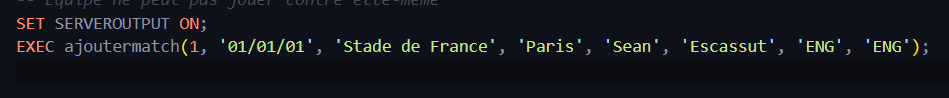 -- Equipe ne peut pas jouer contre elle-même
SET SERVEROUTPUT ON;
EXEC ajoutermatch(1, '01/01/01', 'Stade de France', 'Paris', 'Sean', 'Escassut', 'ENG', 'ENG');